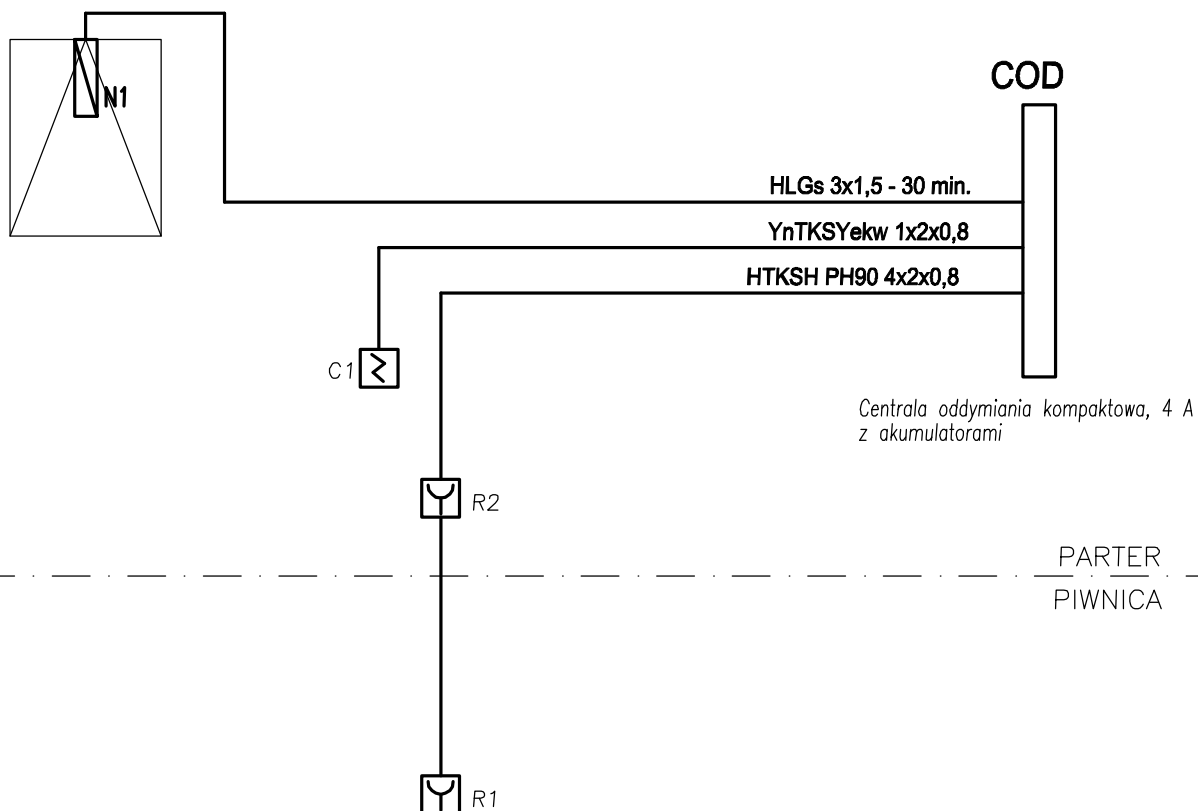 N1
COD
HLGs 3x1,5 - 30 min.
YnTKSYekw 1x2x0,8
HTKSH PH90 4x2x0,8
C1
Centrala oddymiania kompaktowa, 4 A
z akumulatorami
R2
PARTER
PIWNICA
R1